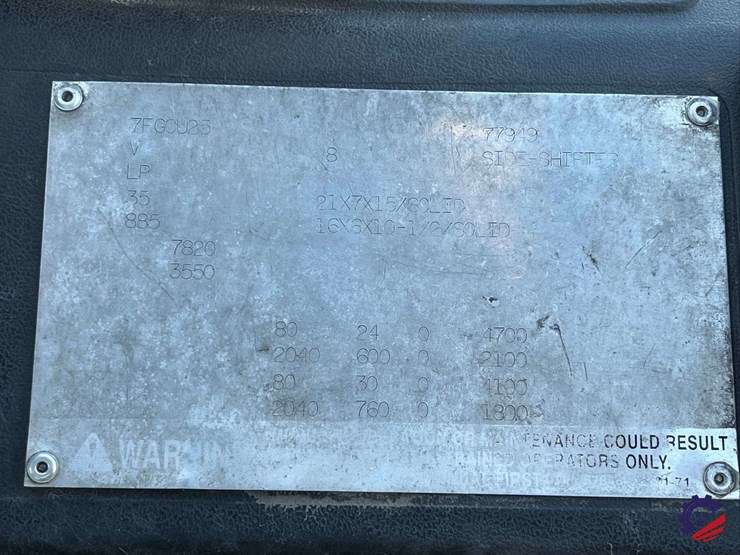 7FGCU25 77949
V 8 SIDE-SHIFTER
LP
35 21X7X15/SOLID
885 16X6X10-1/2/SOLID
7820
3550
80 24 0 4700
2040 600 0 2100
80 30 0 4100
2040 760 0 1800
WARNING OR MAINTENANCE COULD RESULT
OPERATORS ONLY.
FIRST